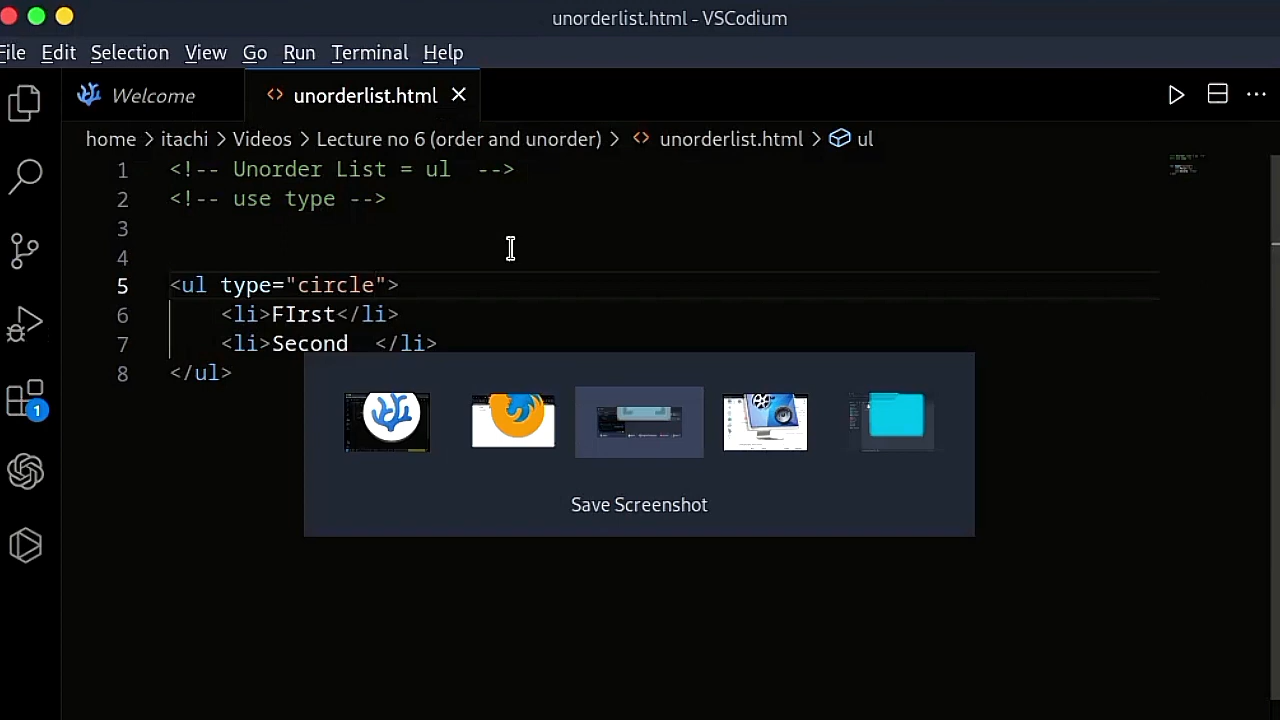 unorderlist.html - VSCodium
File Edit Selection View Go Run Terminal Help
Welcome unorderlist.html
home > itachi > Videos > Lecture no 6 (order and unorder) > unorderlist.html > ul
1 <!-- Unorder List = ul  -->
2 <!-- use type -->
3
4
5 <ul type="circle">
6     <li>FIrst</li>
7     <li>Second  </li>
8 </ul>
1
Save Screenshot